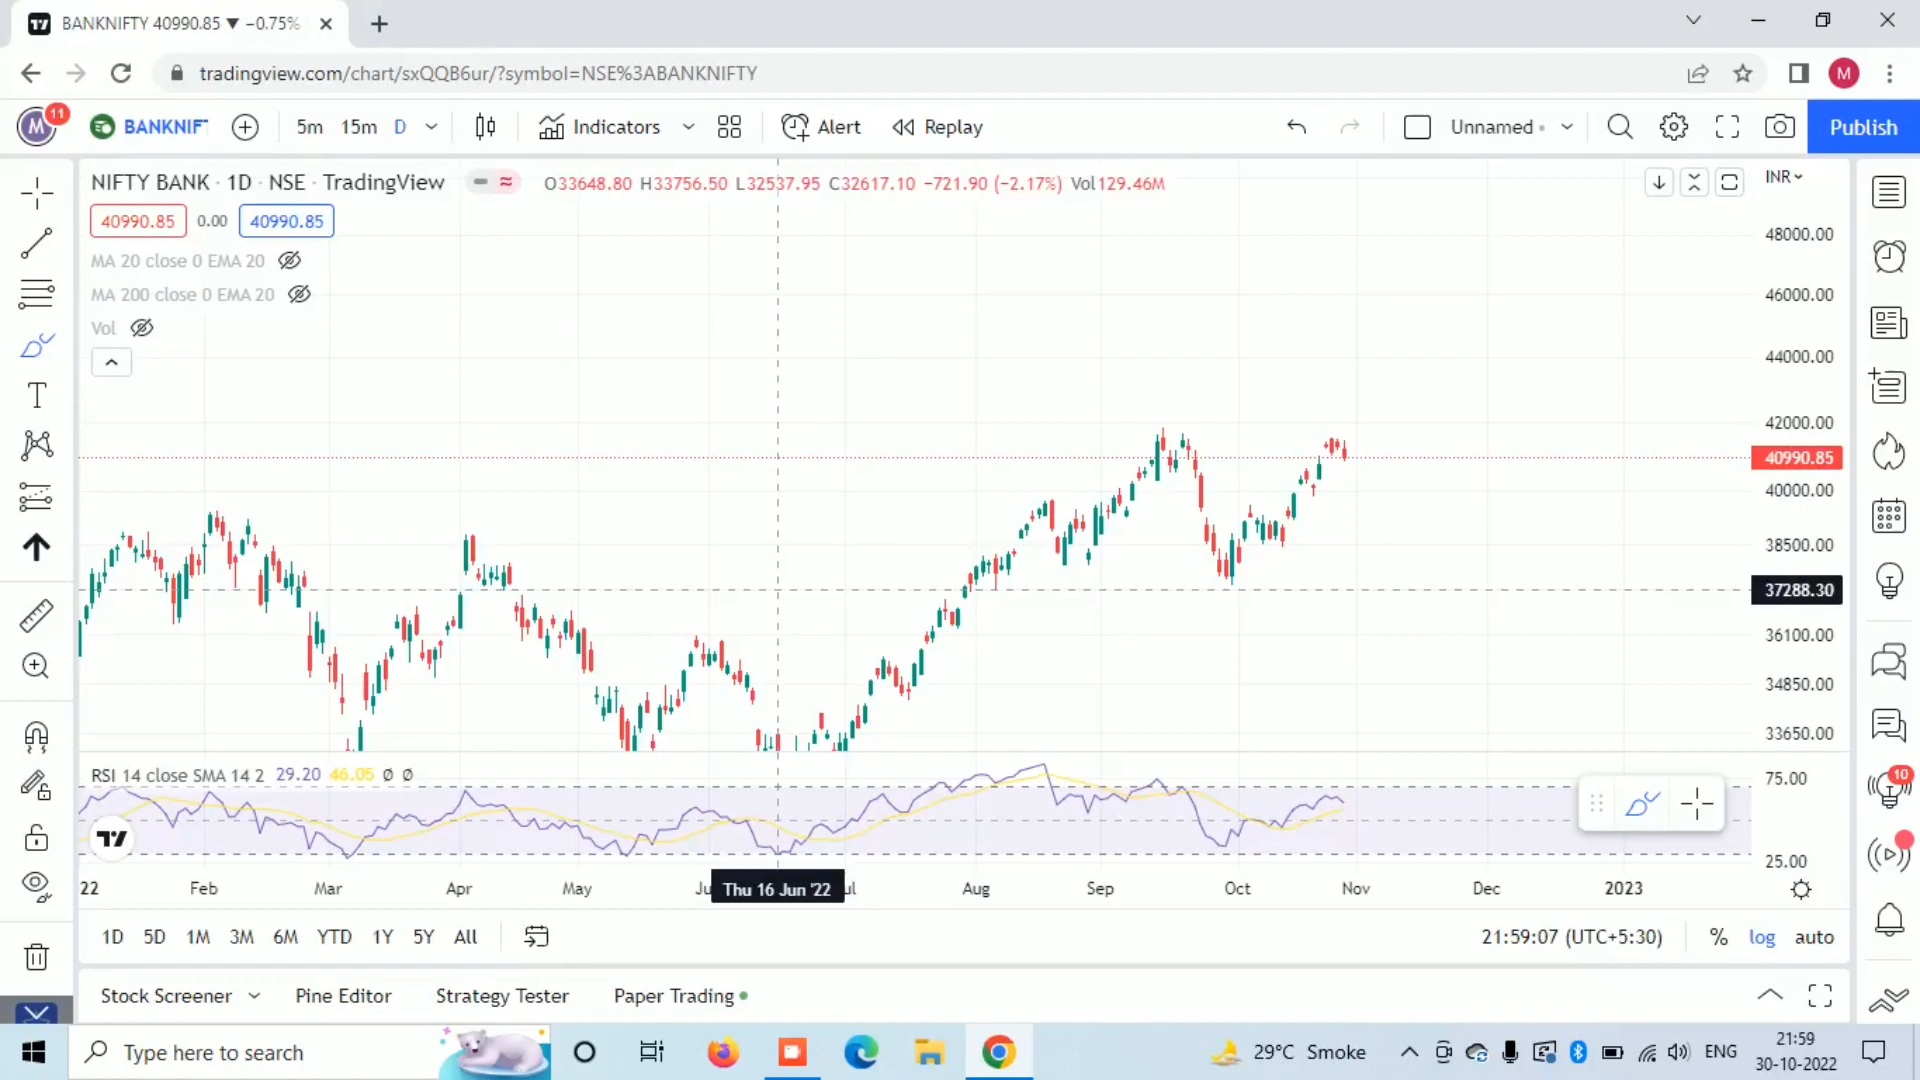 BANKNIFTY 40990.85 ▼ −0.75%
tradingview.com/chart/sxQQB6ur/?symbol=NSE%3ABANKNIFTY
M
M 11 BANKNIFT 5m 15m D Indicators Alert Replay Unnamed Publish
NIFTY BANK · 1D · NSE · TradingView O33648.80 H33756.50 L32537.95 C32617.10 −721.90 (−2.17%) Vol129.46M INR
40990.85 0.00 40990.85
MA 20 close 0 EMA 20
MA 200 close 0 EMA 20
Vol
48000.00
46000.00
44000.00
42000.00
40990.85
40000.00
38500.00
37288.30
36100.00
34850.00
33650.00
RSI 14 close SMA 14 2 29.20 46.05 Ø Ø
75.00
25.00
10
22 Feb Mar Apr May Ju Thu 16 Jun '22 ul Aug Sep Oct Nov Dec 2023
1D 5D 1M 3M 6M YTD 1Y 5Y All 21:59:07 (UTC+5:30) % log auto
Stock Screener Pine Editor Strategy Tester Paper Trading
Type here to search 29°C Smoke ENG 21:59
30-10-2022